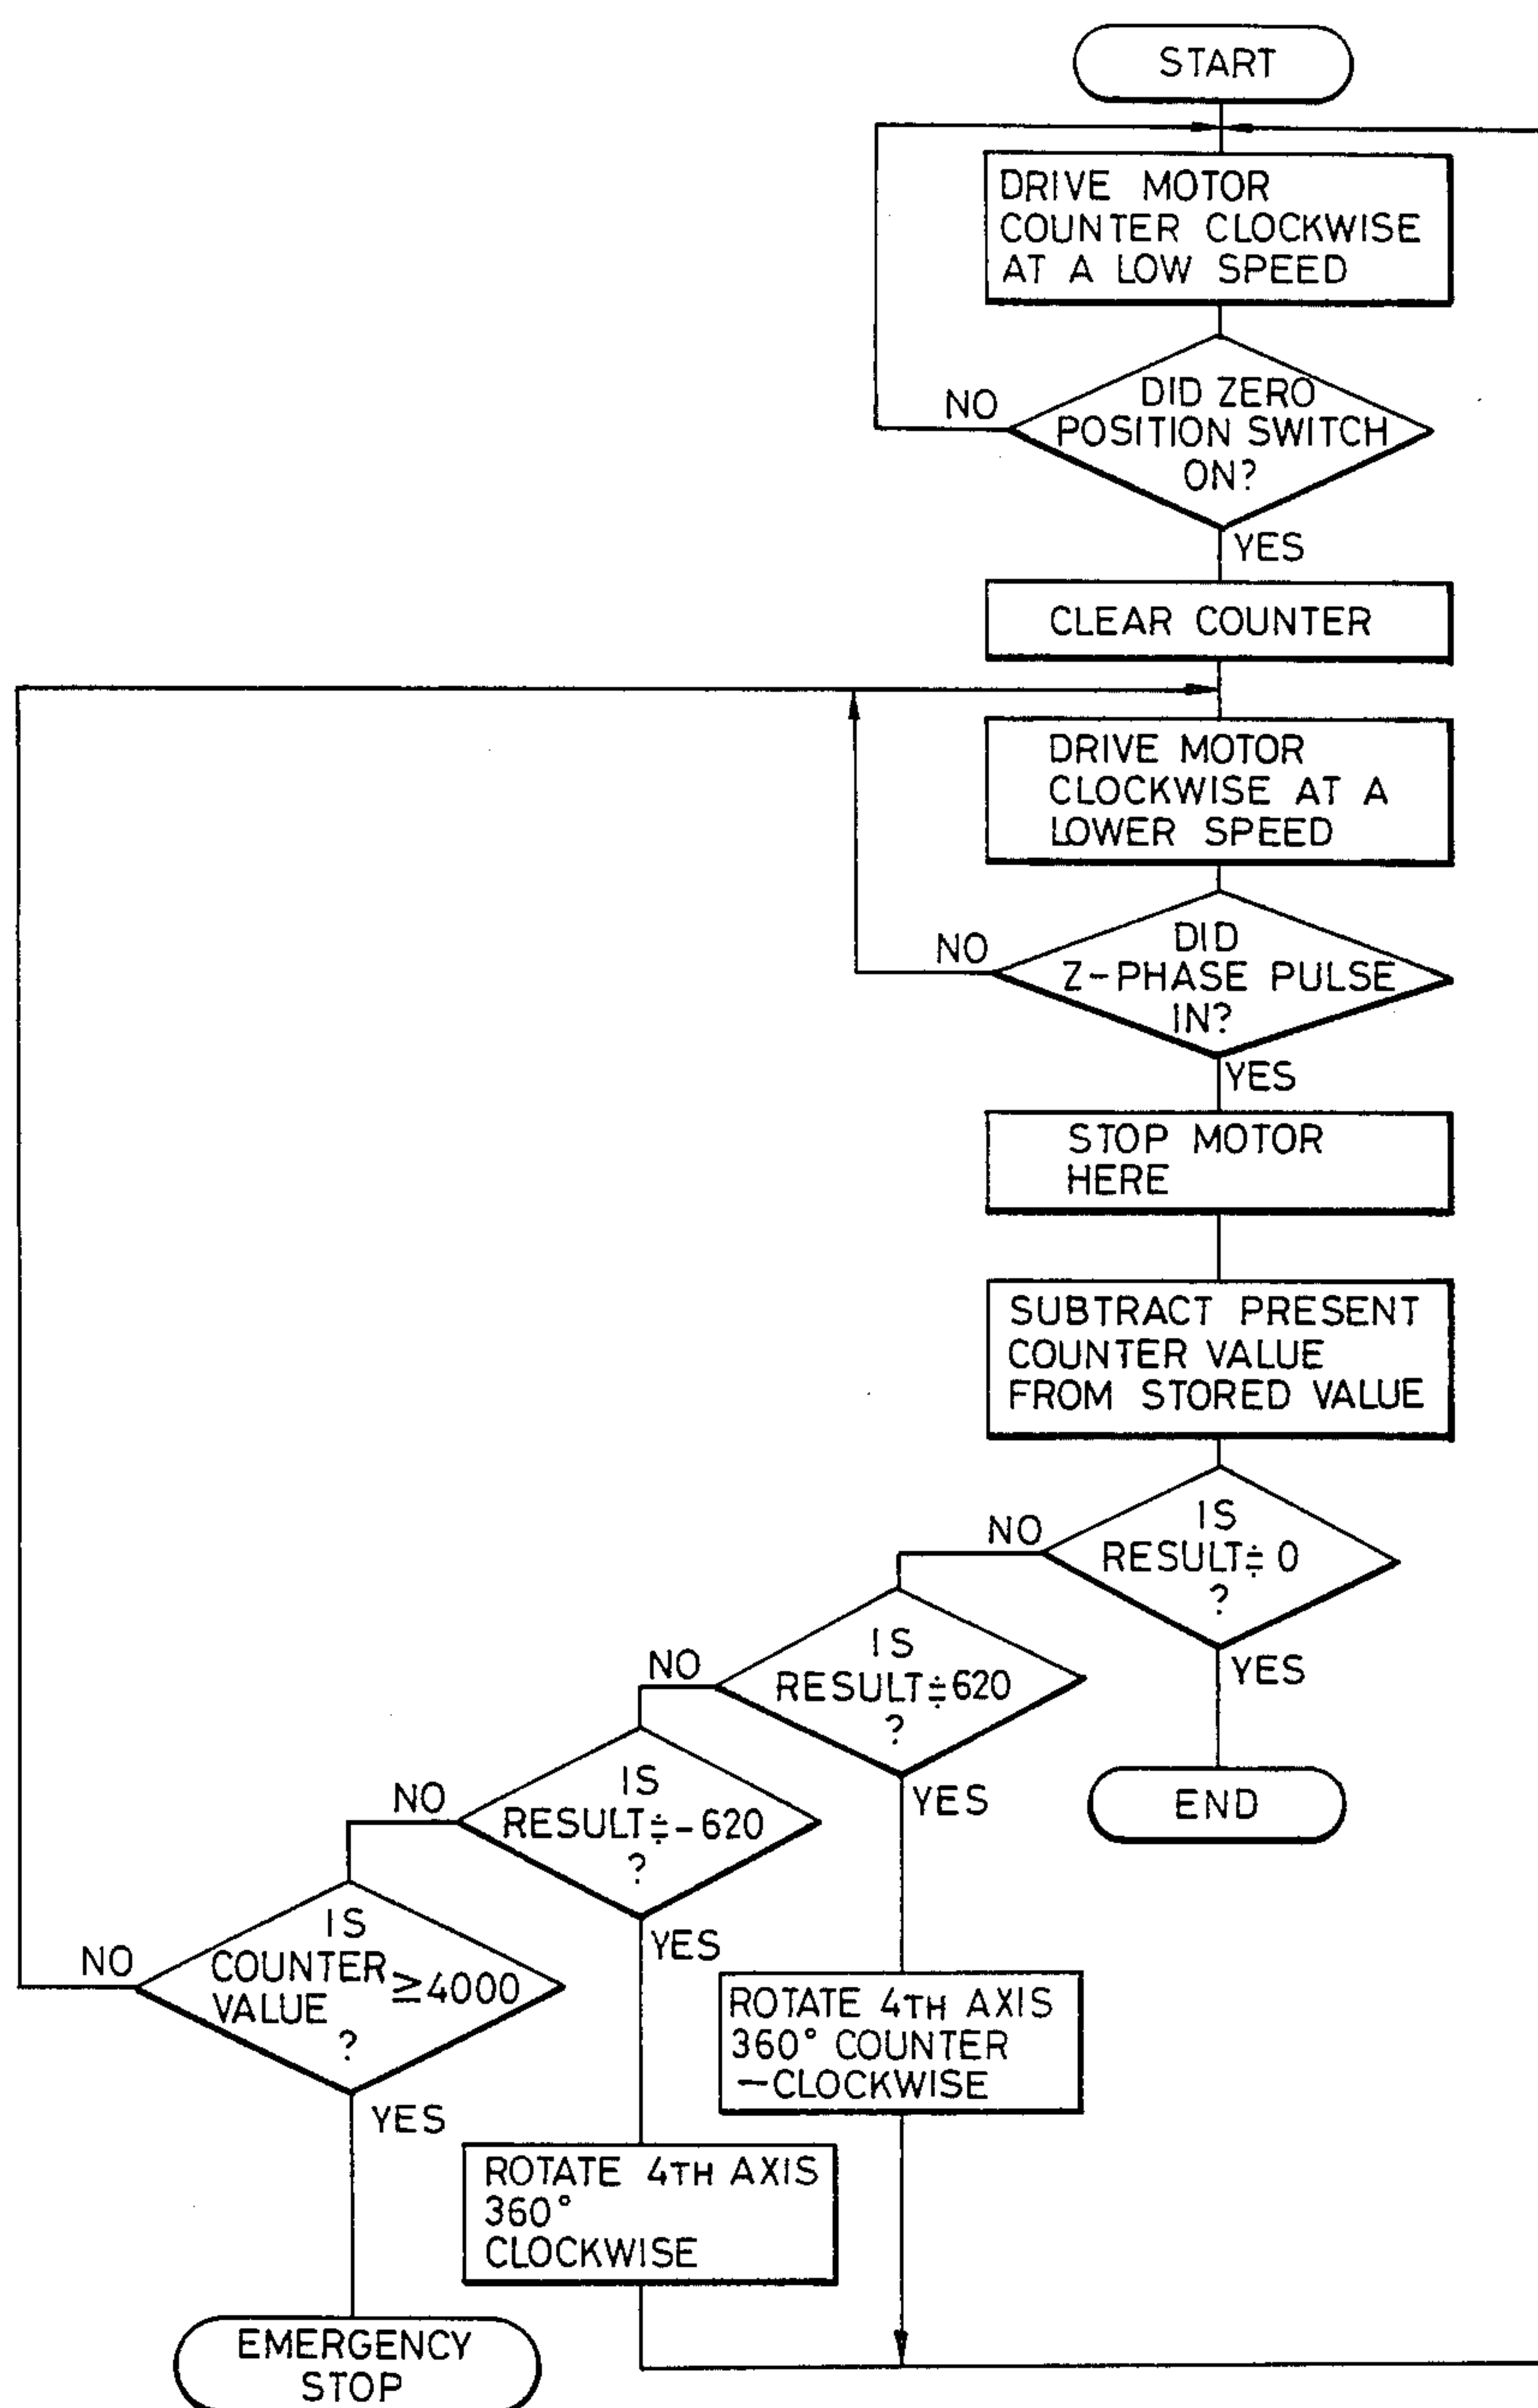 START
DRIVE MOTOR
COUNTER CLOCKWISE
AT A LOW SPEED
NO
DID ZERO
POSITION SWITCH
ON?
YES
CLEAR COUNTER
DRIVE MOTOR
CLOCKWISE AT A
LOWER SPEED
NO
DID
Z-PHASE PULSE
IN?
YES
STOP MOTOR
HERE
SUBTRACT PRESENT
COUNTER VALUE
FROM STORED VALUE
NO
IS
RESULT≑0
?
YES
END
NO
IS
RESULT≑620
?
YES
ROTATE 4TH AXIS
360° COUNTER
-CLOCKWISE
NO
IS
RESULT≑-620
?
YES
ROTATE 4TH AXIS
360°
CLOCKWISE
NO
IS
COUNTER
VALUE ≥4000
?
YES
EMERGENCY
STOP